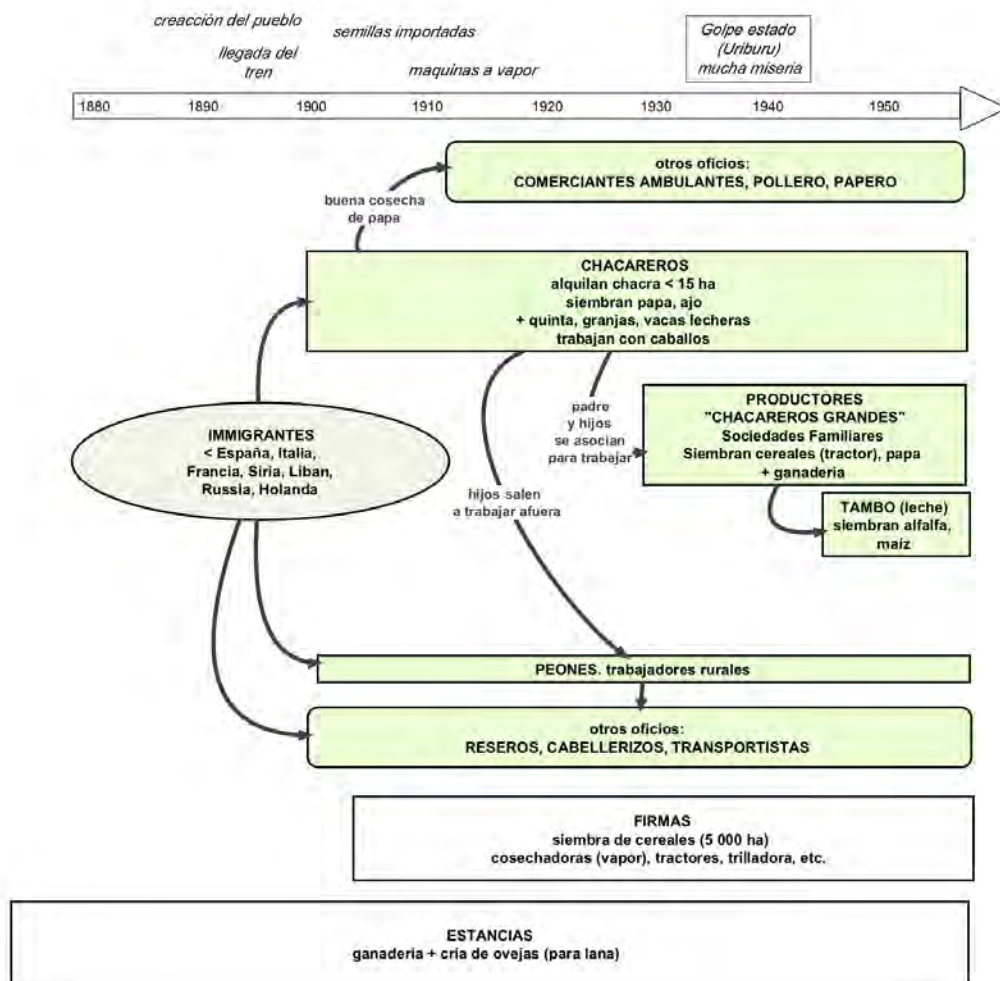 creacción del pueblo
semillas importadas
llegada del
tren
maquinas a vapor
Golpe estado
(Uriburu)
mucha miseria
1880 1890 1900 1910 1920 1930 1940 1950
otros oficios:
COMERCIANTES AMBULANTES, POLLERO, PAPERO
buena cosecha
de papa
CHACAREROS
alquilan chacra < 15 ha
siembran papa, ajo
+ quinta, granjas, vacas lecheras
trabajan con caballos
padre
y hijos
se asocian
para trabajar
PRODUCTORES
"CHACAREROS GRANDES"
Sociedades Familiares
Siembran cereales (tractor), papa
+ ganaderia
IMMIGRANTES
< España, Italia,
Francia, Siria, Liban,
Russia, Holanda
hijos salen
a trabajar afuera
TAMBO (leche)
siembran alfalfa,
maiz
PEONES. trabajadores rurales
otros oficios:
RESEROS, CABELLERIZOS, TRANSPORTISTAS
FIRMAS
siembra de cereales (5 000 ha)
cosechadoras (vapor), tractores, trilladora, etc.
ESTANCIAS
ganaderia + cria de ovejas (para lana)